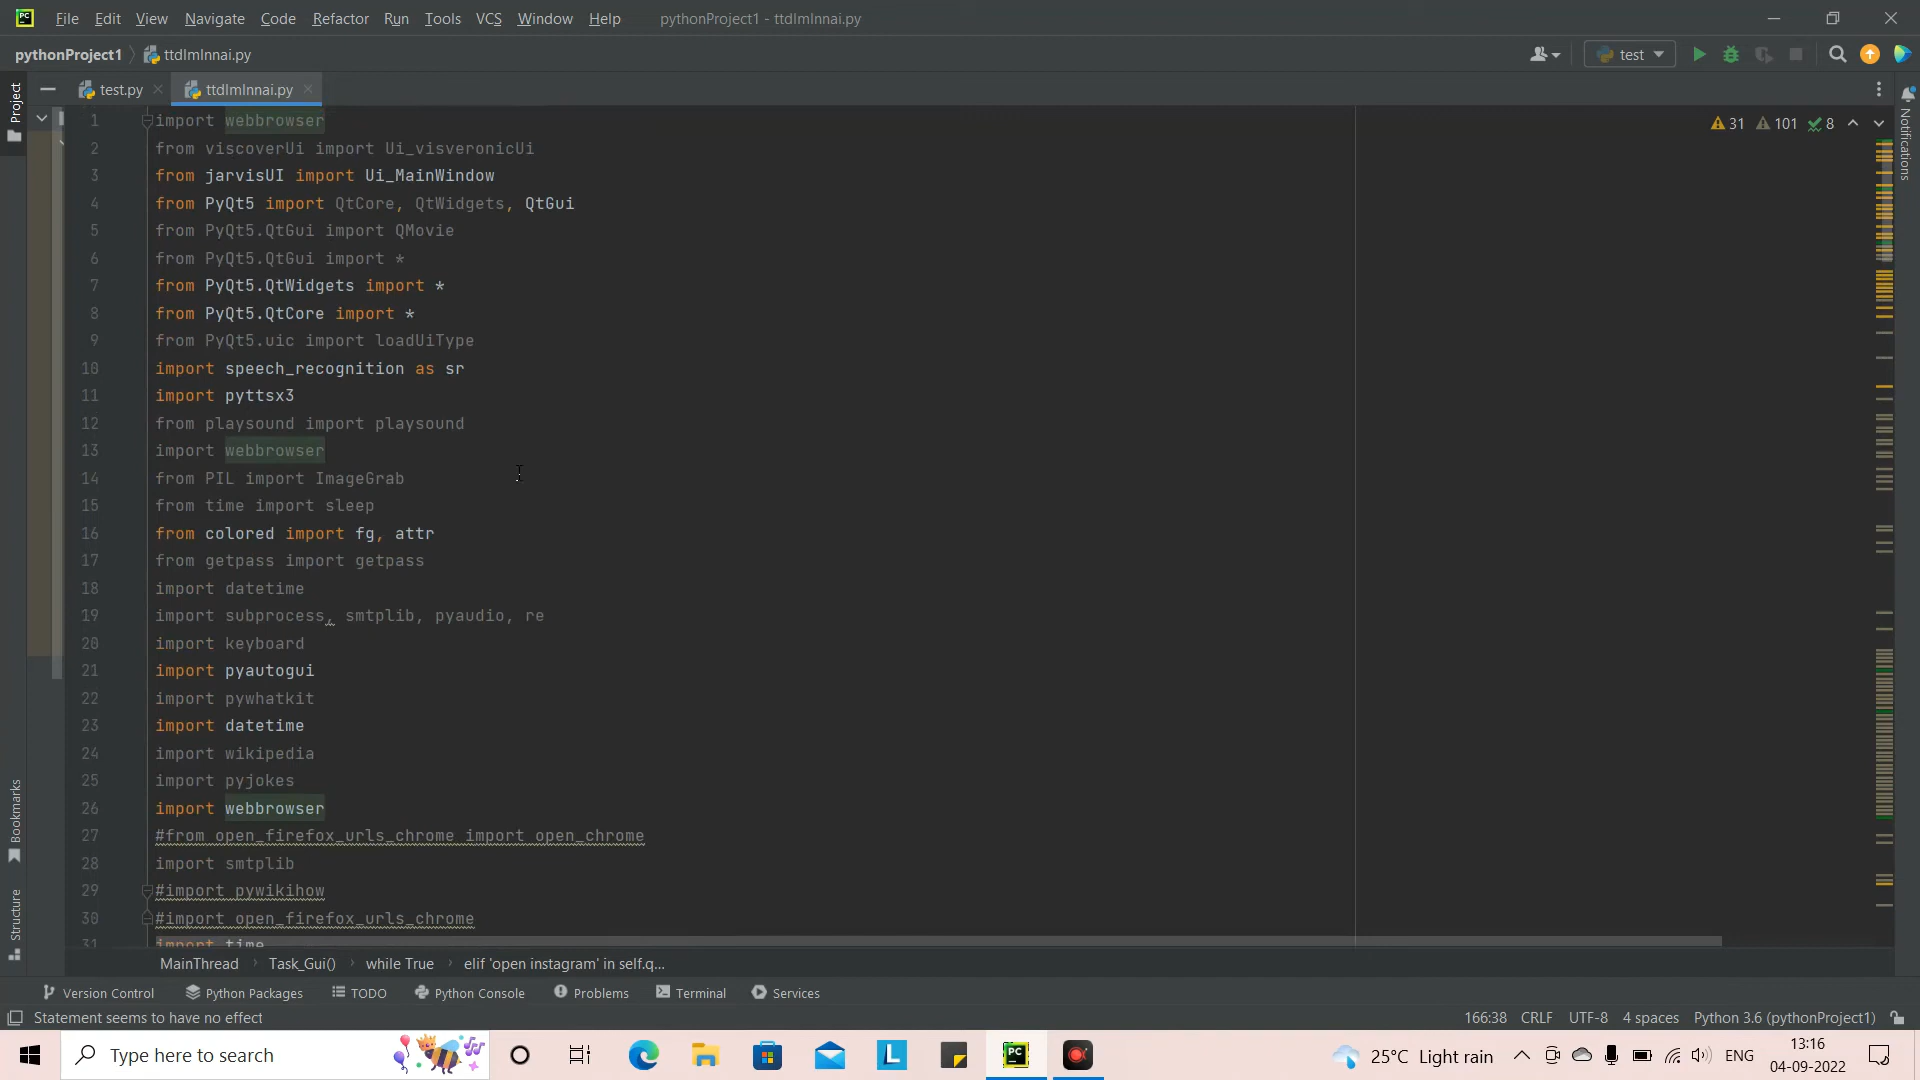 PC File Edit View Navigate Code Refactor Run Tools VCS Window Help pythonProject1 - ttdImInnai.py
pythonProject1 ttdImInnai.py test
Project test.py ttdImInnai.py
Notifications
31 101 8
1 import webbrowser
2 from viscoverUi import Ui_visveronicUi
3 from jarvisUI import Ui_MainWindow
4 from PyQt5 import QtCore, QtWidgets, QtGui
5 from PyQt5.QtGui import QMovie
6 from PyQt5.QtGui import *
7 from PyQt5.QtWidgets import *
8 from PyQt5.QtCore import *
9 from PyQt5.uic import loadUiType
10 import speech_recognition as sr
11 import pyttsx3
12 from playsound import playsound
13 import webbrowser
14 from PIL import ImageGrab
15 from time import sleep
16 from colored import fg, attr
17 from getpass import getpass
18 import datetime
19 import subprocess, smtplib, pyaudio, re
20 import keyboard
21 import pyautogui
22 import pywhatkit
23 import datetime
24 import wikipedia
25 import pyjokes
26 import webbrowser
27 #from open_firefox_urls_chrome import open_chrome
28 import smtplib
29 #import pywikihow
30 #import open_firefox_urls_chrome
31 import time
Bookmarks
Structure
MainThread Task_Gui() while True elif 'open instagram' in self.q...
Version Control Python Packages TODO Python Console Problems Terminal Services
Statement seems to have no effect 166:38 CRLF UTF-8 4 spaces Python 3.6 (pythonProject1)
Type here to search L PC 25°C Light rain ENG 13:16
04-09-2022